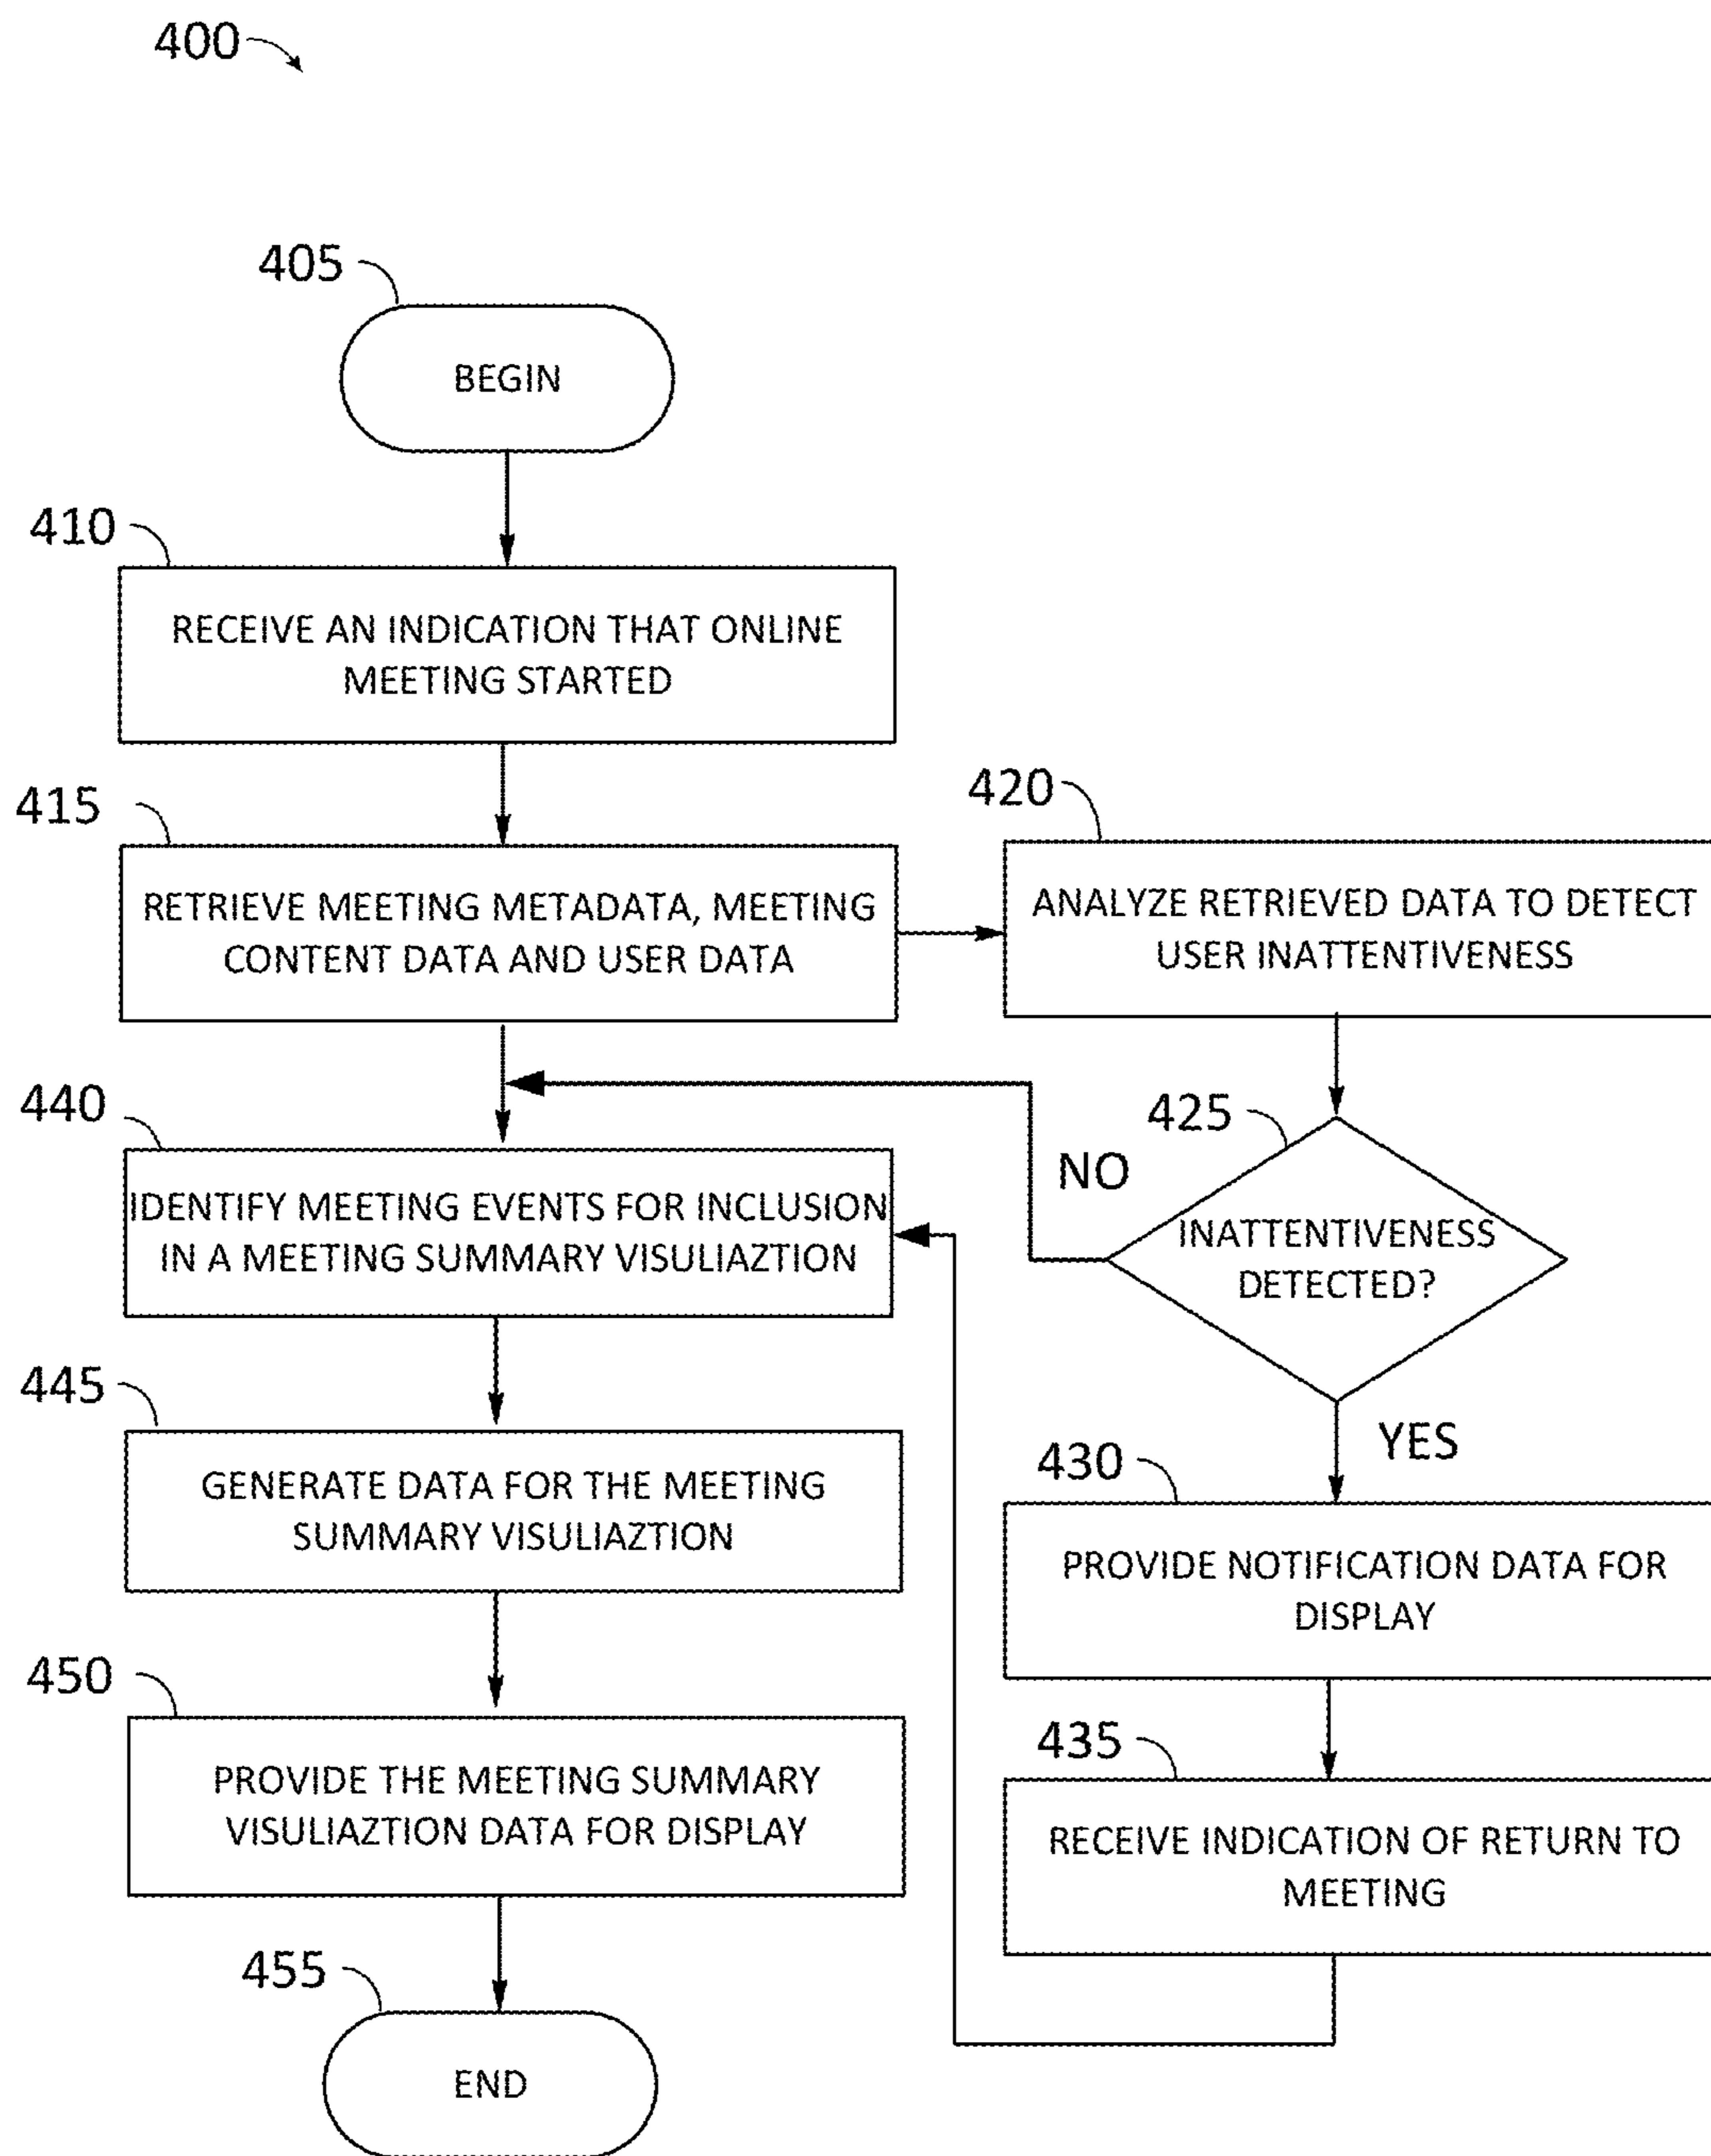 400
405
BEGIN
410
RECEIVE AN INDICATION THAT ONLINE
MEETING STARTED
415
RETRIEVE MEETING METADATA, MEETING
CONTENT DATA AND USER DATA
420
ANALYZE RETRIEVED DATA TO DETECT
USER INATTENTIVENESS
425
INATTENTIVENESS
DETECTED?
NO
YES
430
PROVIDE NOTIFICATION DATA FOR
DISPLAY
435
RECEIVE INDICATION OF RETURN TO
MEETING
440
IDENTIFY MEETING EVENTS FOR INCLUSION
IN A MEETING SUMMARY VISULIAZTION
445
GENERATE DATA FOR THE MEETING
SUMMARY VISULIAZTION
450
PROVIDE THE MEETING SUMMARY
VISULIAZTION DATA FOR DISPLAY
455
END